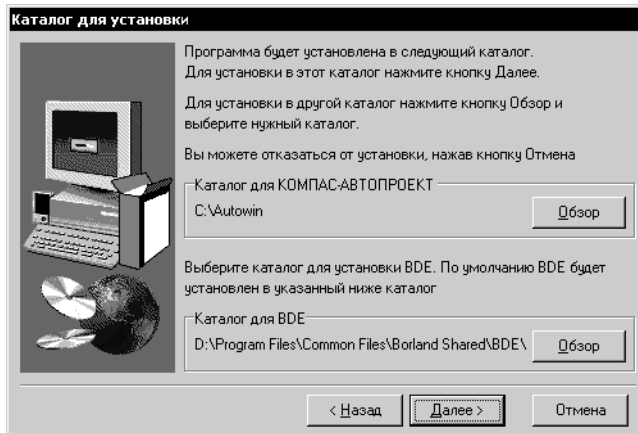 Каталог для установки
Программа будет установлена в следующий каталог.
Для установки в этот каталог нажмите кнопку Далее.
Для установки в другой каталог нажмите кнопку Обзор и
выберите нужный каталог.
Вы можете отказаться от установки, нажав кнопку Отмена
Каталог для КОМПАС-АВТОПРОЕКТ
C:\Autowin
Обзор
Выберите каталог для установки BDE. По умолчанию BDE будет
установлен в указанный ниже каталог
Каталог для BDE
D:\Program Files\Common Files\Borland Shared\BDE\
Обзор
< Назад
Далее >
Отмена